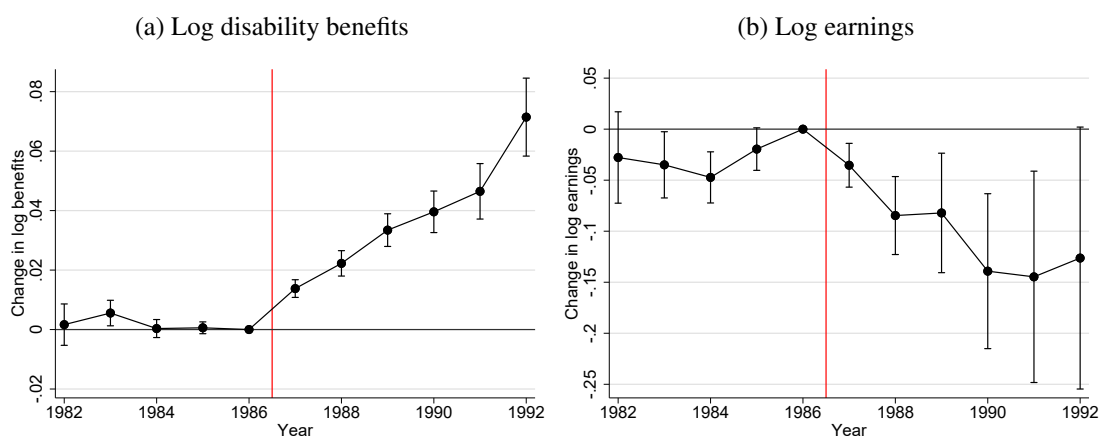 (a) Log disability benefits
Change in log benefits
.08
.06
.04
.02
0
-.02
1982 1984 1986 1988 1990 1992
Year
(b) Log earnings
Change in log earnings
.05
0
-.05
-.1
-.15
-.2
-.25
1982 1984 1986 1988 1990 1992
Year